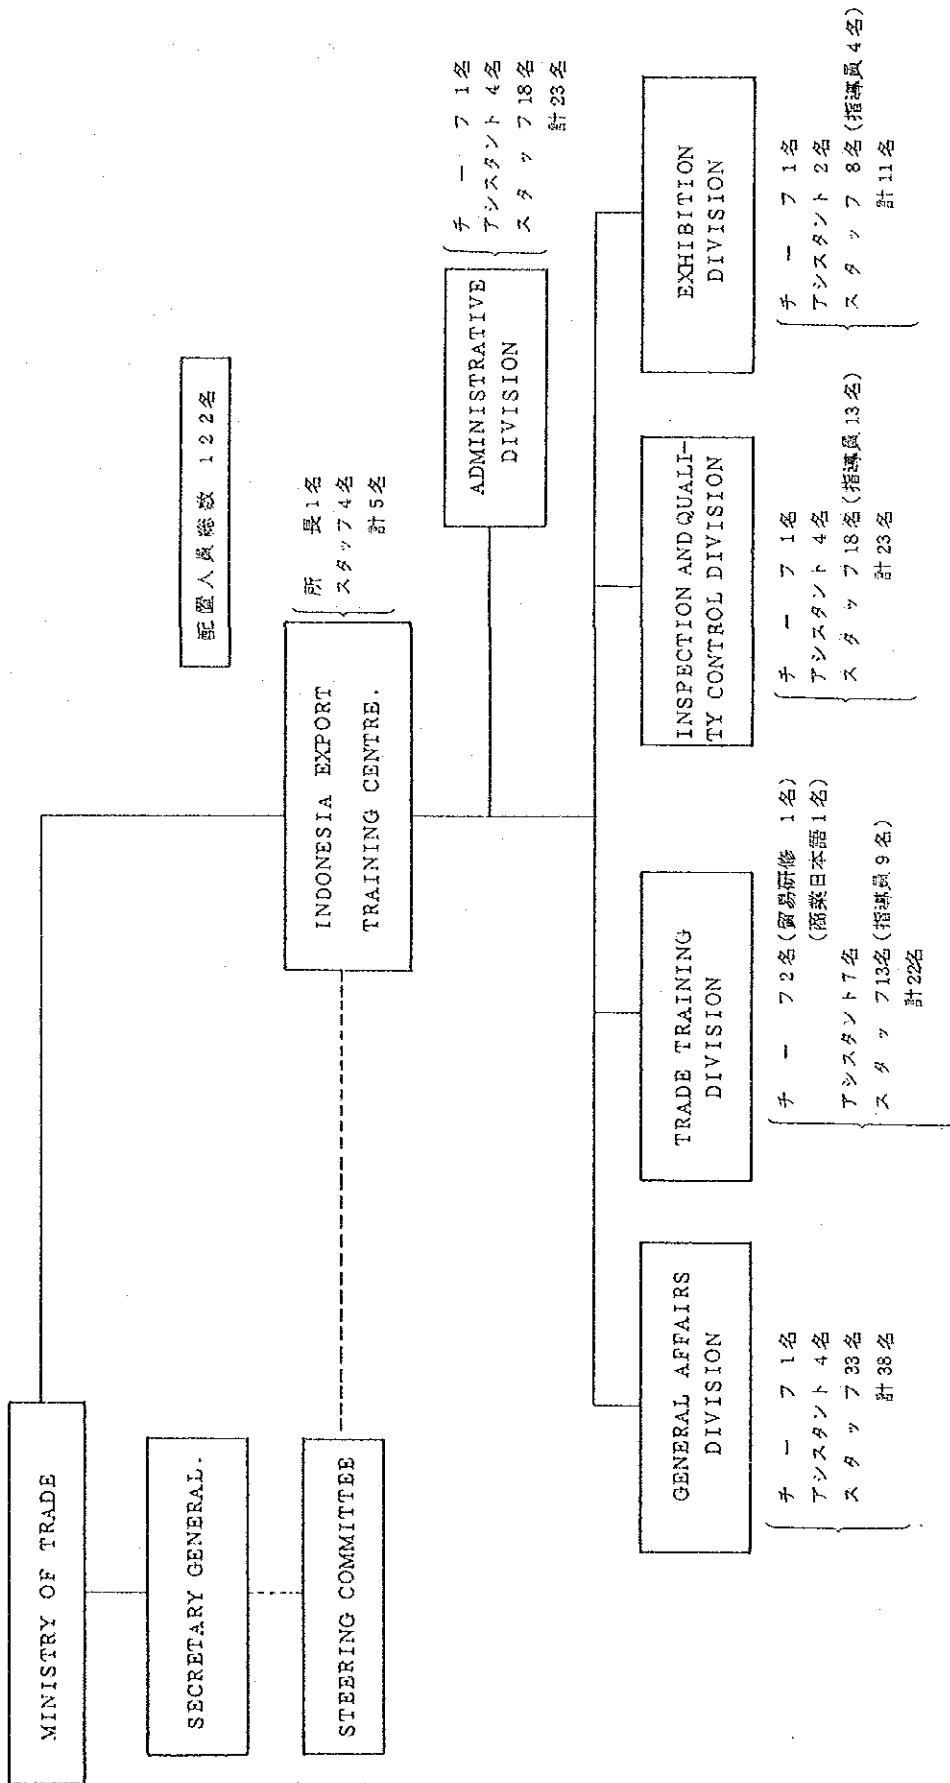 配置人員総数 122名
MINISTRY OF TRADE
SECRETARY GENERAL.
STEERING COMMITTEE
INDONESIA EXPORT
TRAINING CENTRE.
所 長1名
スタッフ4名
計5名
ADMINISTRATIVE
DIVISION
チ ー フ 1名
アシスタント 4名
ス タ ッ フ 18名
計23名
GENERAL AFFAIRS
DIVISION
チ ー フ 1名
アシスタント 4名
ス タ ッ フ 33名
計38名
TRADE TRAINING
DIVISION
チ ー フ 2名(貿易研修 1名)
(商業日本語1名)
アシスタント7名
ス タ ッ フ13名(指導員9名)
計22名
INSPECTION AND QUALI-
TY CONTROL DIVISION
チ ー フ 1名
アシスタント 4名
ス タ ッ フ 18名(指導員13名)
計23名
EXHIBITION
DIVISION
チ ー フ 1名
アシスタント 2名
ス タ ッ フ 8名(指導員4名)
計11名